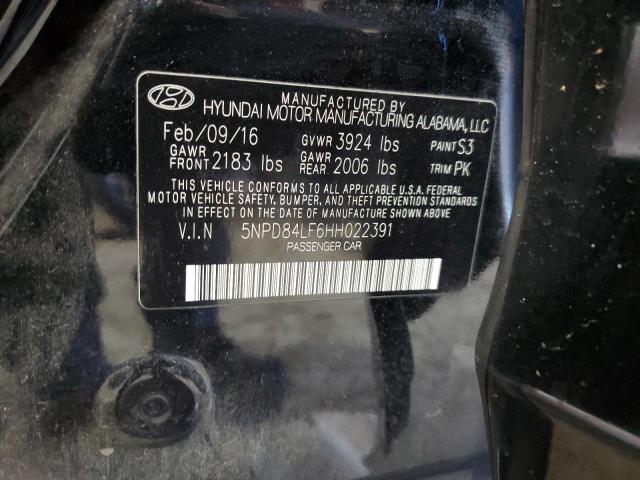 MANUFACTURED BY
HYUNDAI MOTOR MANUFACTURING ALABAMA, LLC
Feb/09/16 GVWR 3924 lbs PAINT S3
GAWR FRONT 2183 lbs GAWR REAR 2006 lbs TRIM PK
THIS VEHICLE CONFORMS TO ALL APPLICABLE U.S.A. FEDERAL
MOTOR VEHICLE SAFETY, BUMPER, AND THEFT PREVENTION STANDARDS
IN EFFECT ON THE DATE OF MANUFACTURE SHOWN ABOVE.
V.I.N 5NPD84LF6HH022391
PASSENGER CAR